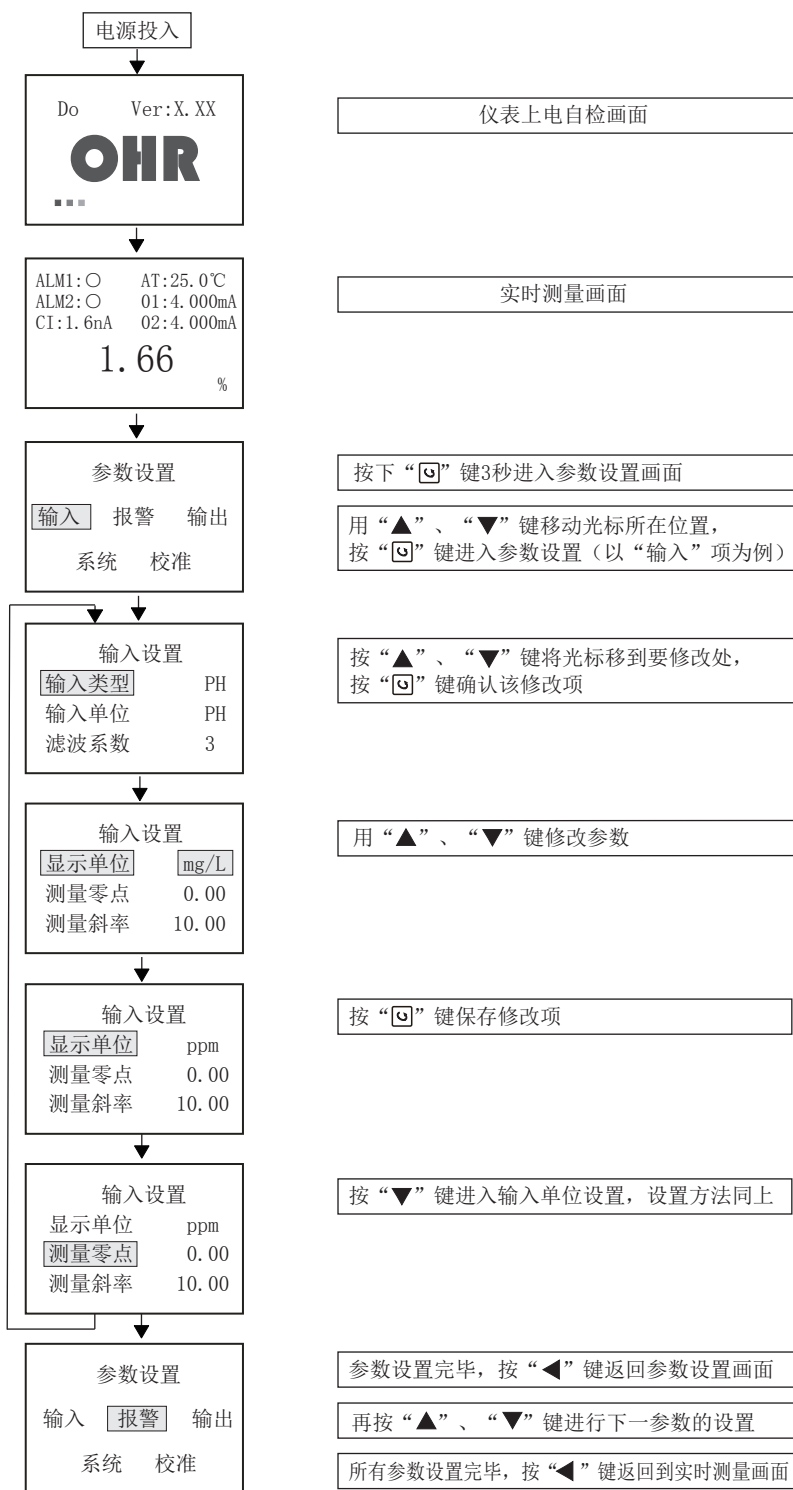 电源投入
Do Ver:X.XX
OHR
仪表上电自检画面
ALM1:○ AT:25.0℃
ALM2:○ 01:4.000mA
CI:1.6nA 02:4.000mA
1.66
%
实时测量画面
参数设置
输入 报警 输出
系统 校准
按下“”键3秒进入参数设置画面
用“▲”、“▼”键移动光标所在位置，
按“”键进入参数设置（以“输入”项为例）
输入设置
输入类型 PH
输入单位 PH
滤波系数 3
按“▲”、“▼”键将光标移到要修改处，
按“”键确认该修改项
输入设置
显示单位 mg/L
测量零点 0.00
测量斜率 10.00
用“▲”、“▼”键修改参数
输入设置
显示单位 ppm
测量零点 0.00
测量斜率 10.00
按“”键保存修改项
输入设置
显示单位 ppm
测量零点 0.00
测量斜率 10.00
按“▼”键进入输入单位设置，设置方法同上
参数设置
输入 报警 输出
系统 校准
参数设置完毕，按“◀”键返回参数设置画面
再按“▲”、“▼”键进行下一参数的设置
所有参数设置完毕，按“◀”键返回到实时测量画面